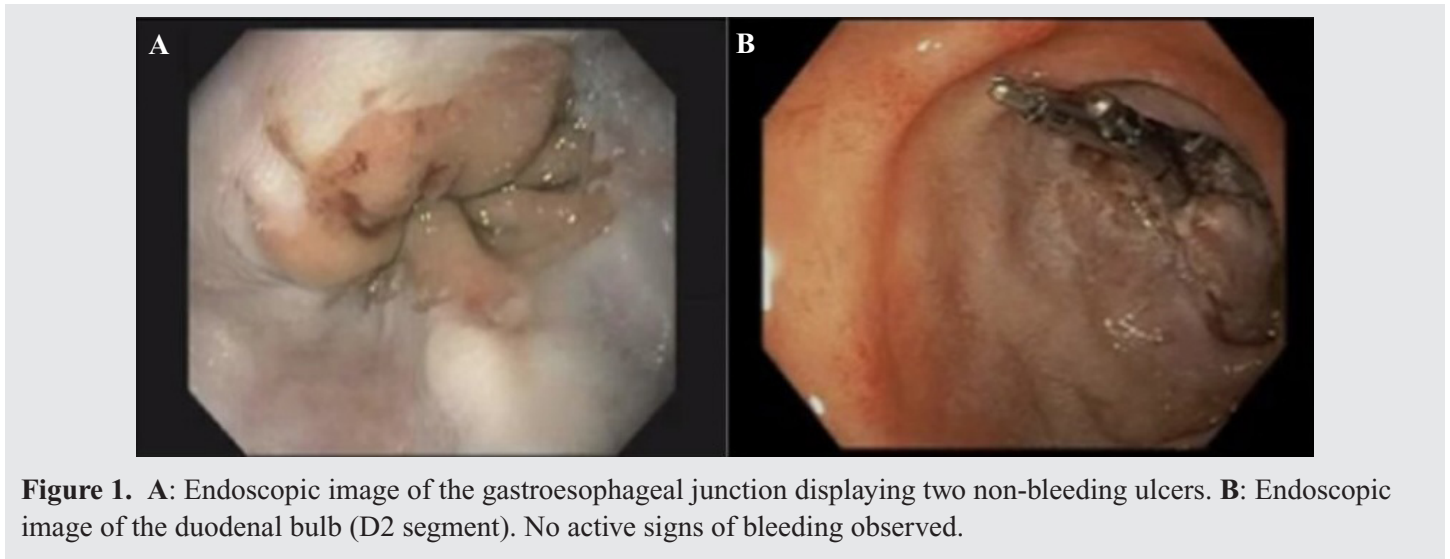 A
B
Figure 1. A: Endoscopic image of the gastroesophageal junction displaying two non-bleeding ulcers. B: Endoscopic
image of the duodenal bulb (D2 segment). No active signs of bleeding observed.